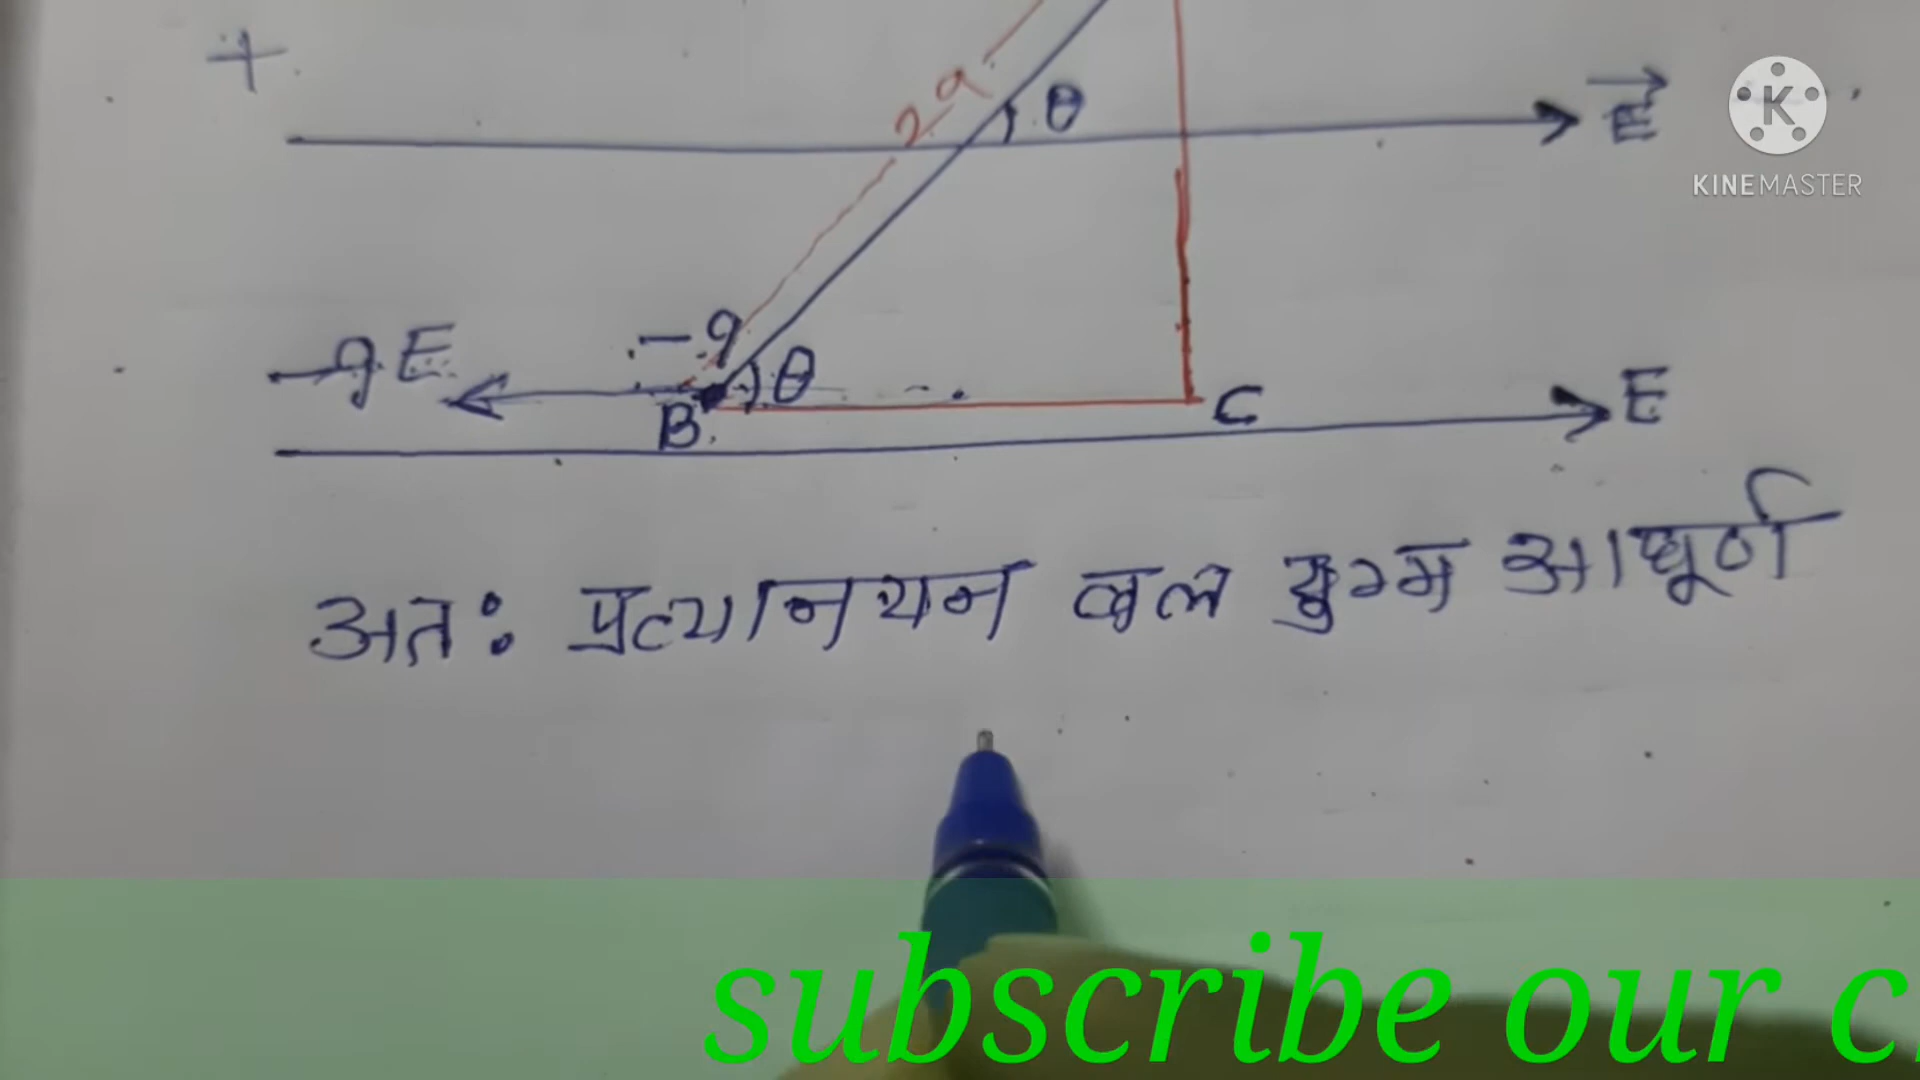 +
2a
θ
E
KINEMASTER
-qE
-q
θ
B
C
E
अतः प्रत्यानयन बल युग्म आघूर्ण
subscribe our c